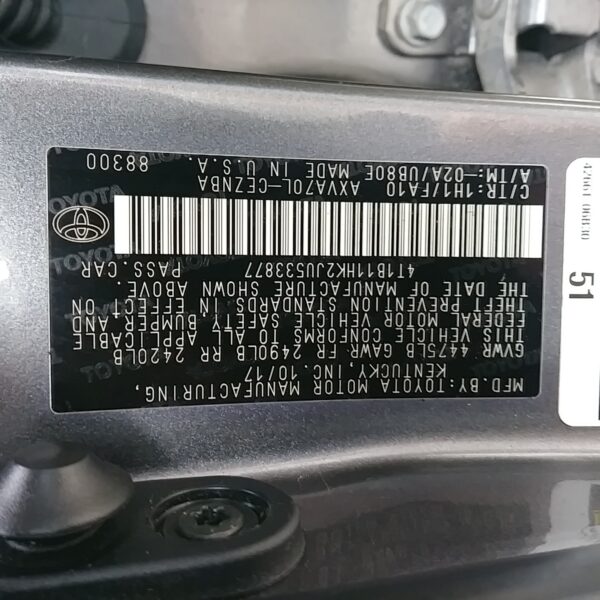 MFD.BY: TOYOTA MOTOR MANUFACTURING,
KENTUCKY, INC. 10/17
GVWR 4475LB GAWR FR 2490LB RR 2420LB
THIS VEHICLE CONFORMS TO ALL APPLICABLE
FEDERAL MOTOR VEHICLE SAFETY, BUMPER, AND
THEFT PREVENTION STANDARDS IN EFFECT ON
THE DATE OF MANUFACTURE SHOWN ABOVE.
4T1B11HK2JU533877 PASS. CAR
C/TR: 1H1/FA10
AXVA70L-CEZNBA
A/TM: -02A/UB80E MADE IN U.S.A. 88300
TOYOTA
51
42661 06B30